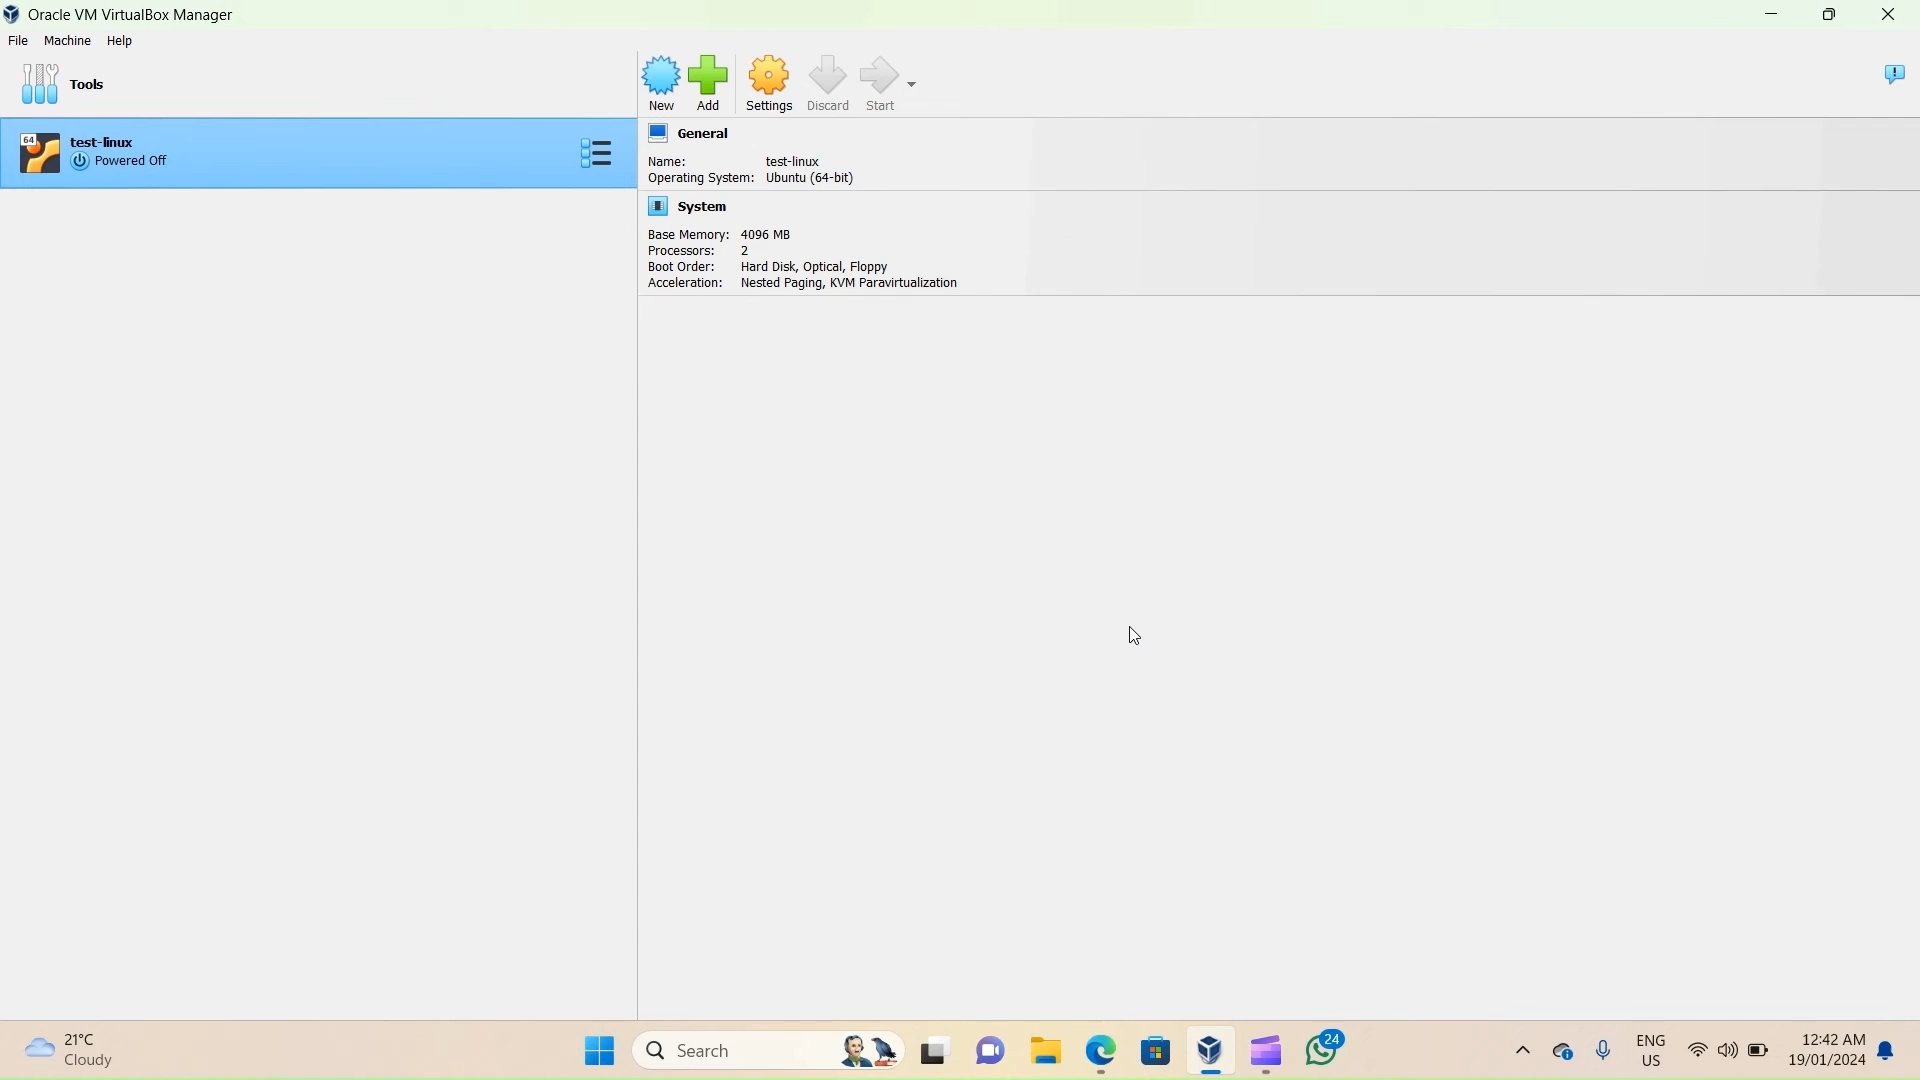 Oracle VM VirtualBox Manager
File Machine Help
Tools
New Add Settings Discard Start
64
test-linux
Powered Off
General
Name: test-linux
Operating System: Ubuntu (64-bit)
System
Base Memory: 4096 MB
Processors: 2
Boot Order: Hard Disk, Optical, Floppy
Acceleration: Nested Paging, KVM Paravirtualization
21°C
Cloudy
Search
24
ENG
US
12:42 AM
19/01/2024